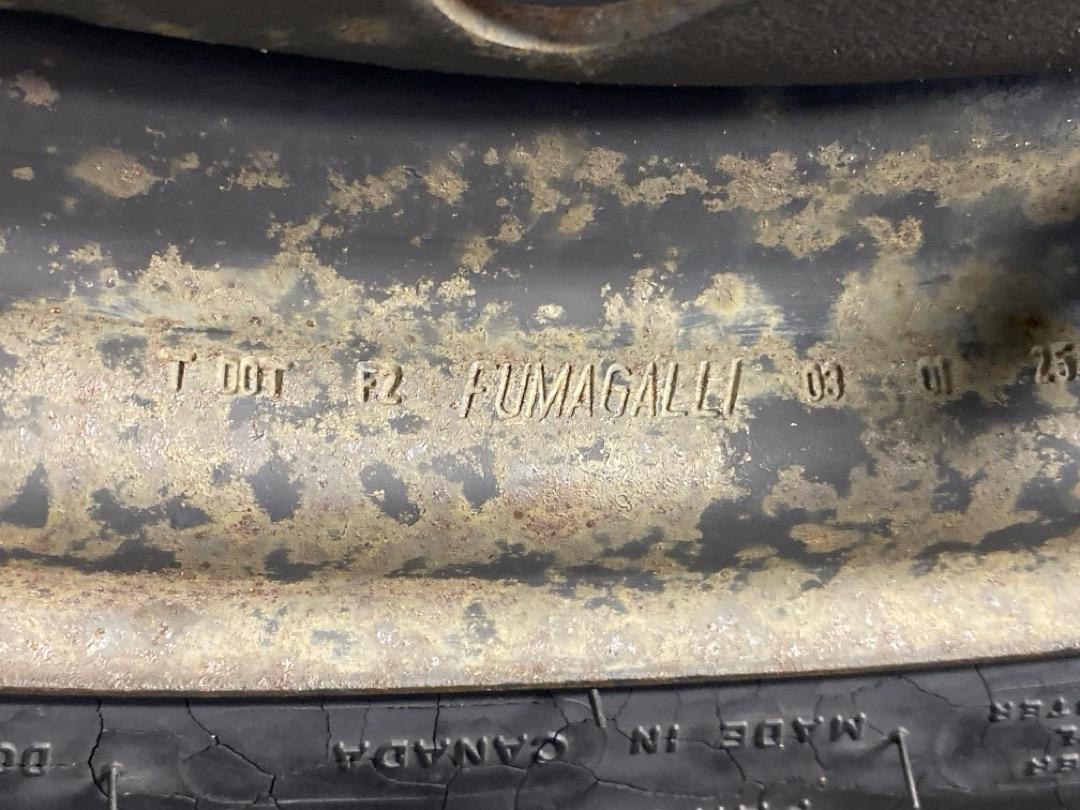 T DOT F2 FUMAGALLI 03 01 25
MADE IN CANADA